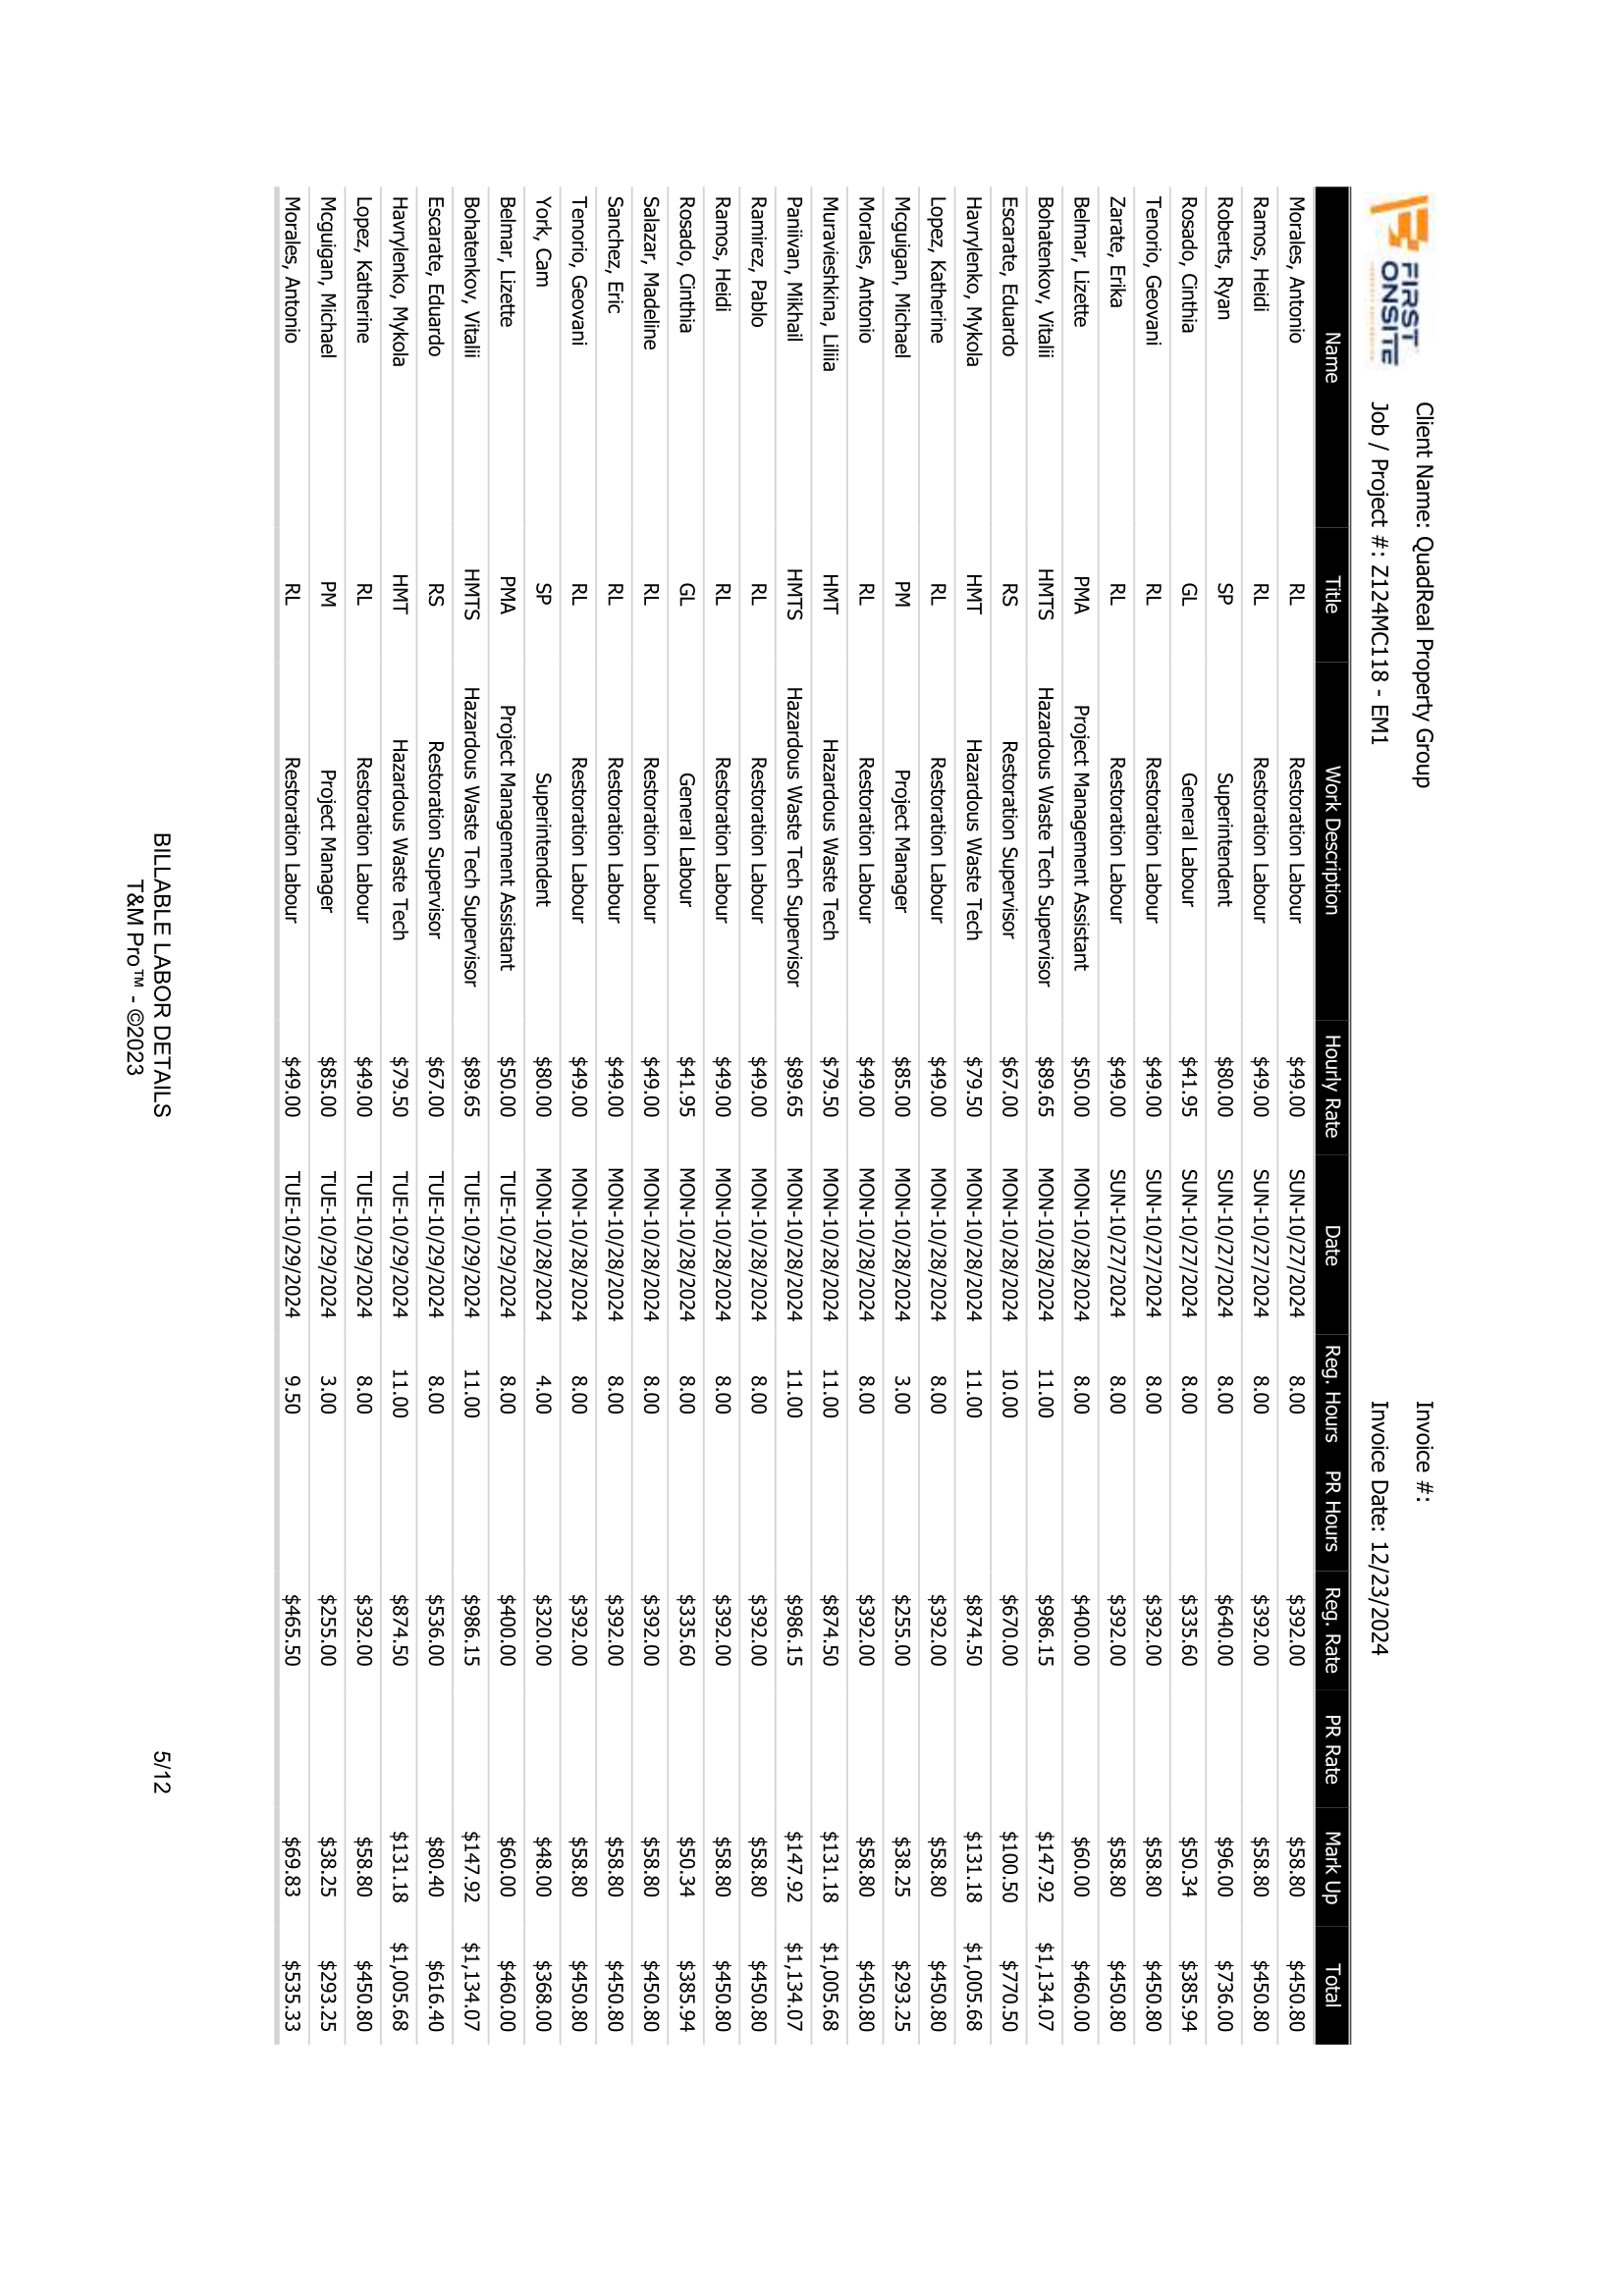 FIRST
ONSITE
Client Name: QuadReal Property Group Invoice #:
Job / Project #: Z124MC118 - EM1 Invoice Date: 12/23/2024
Name Title Work Description Hourly Rate Date Reg. Hours PR Hours Reg. Rate PR Rate Mark Up Total
Morales, Antonio RL Restoration Labour $49.00 SUN-10/27/2024 8.00 $392.00 $58.80 $450.80
Ramos, Heidi RL Restoration Labour $49.00 SUN-10/27/2024 8.00 $392.00 $58.80 $450.80
Roberts, Ryan SP Superintendent $80.00 SUN-10/27/2024 8.00 $640.00 $96.00 $736.00
Rosado, Cinthia GL General Labour $41.95 SUN-10/27/2024 8.00 $335.60 $50.34 $385.94
Tenorio, Geovani RL Restoration Labour $49.00 SUN-10/27/2024 8.00 $392.00 $58.80 $450.80
Zarate, Erika RL Restoration Labour $49.00 SUN-10/27/2024 8.00 $392.00 $58.80 $450.80
Belmar, Lizette PMA Project Management Assistant $50.00 MON-10/28/2024 8.00 $400.00 $60.00 $460.00
Bohatenkov, Vitalii HMTS Hazardous Waste Tech Supervisor $89.65 MON-10/28/2024 11.00 $986.15 $147.92 $1,134.07
Escarate, Eduardo RS Restoration Supervisor $67.00 MON-10/28/2024 10.00 $670.00 $100.50 $770.50
Havrylenko, Mykola HMT Hazardous Waste Tech $79.50 MON-10/28/2024 11.00 $874.50 $131.18 $1,005.68
Lopez, Katherine RL Restoration Labour $49.00 MON-10/28/2024 8.00 $392.00 $58.80 $450.80
Mcguigan, Michael PM Project Manager $85.00 MON-10/28/2024 3.00 $255.00 $38.25 $293.25
Morales, Antonio RL Restoration Labour $49.00 MON-10/28/2024 8.00 $392.00 $58.80 $450.80
Muravieshkina, Liliia HMT Hazardous Waste Tech $79.50 MON-10/28/2024 11.00 $874.50 $131.18 $1,005.68
Paniivan, Mikhail HMTS Hazardous Waste Tech Supervisor $89.65 MON-10/28/2024 11.00 $986.15 $147.92 $1,134.07
Ramirez, Pablo RL Restoration Labour $49.00 MON-10/28/2024 8.00 $392.00 $58.80 $450.80
Ramos, Heidi RL Restoration Labour $49.00 MON-10/28/2024 8.00 $392.00 $58.80 $450.80
Rosado, Cinthia GL General Labour $41.95 MON-10/28/2024 8.00 $335.60 $50.34 $385.94
Salazar, Madeline RL Restoration Labour $49.00 MON-10/28/2024 8.00 $392.00 $58.80 $450.80
Sanchez, Eric RL Restoration Labour $49.00 MON-10/28/2024 8.00 $392.00 $58.80 $450.80
Tenorio, Geovani RL Restoration Labour $49.00 MON-10/28/2024 8.00 $392.00 $58.80 $450.80
York, Cam SP Superintendent $80.00 MON-10/28/2024 4.00 $320.00 $48.00 $368.00
Belmar, Lizette PMA Project Management Assistant $50.00 TUE-10/29/2024 8.00 $400.00 $60.00 $460.00
Bohatenkov, Vitalii HMTS Hazardous Waste Tech Supervisor $89.65 TUE-10/29/2024 11.00 $986.15 $147.92 $1,134.07
Escarate, Eduardo RS Restoration Supervisor $67.00 TUE-10/29/2024 8.00 $536.00 $80.40 $616.40
Havrylenko, Mykola HMT Hazardous Waste Tech $79.50 TUE-10/29/2024 11.00 $874.50 $131.18 $1,005.68
Lopez, Katherine RL Restoration Labour $49.00 TUE-10/29/2024 8.00 $392.00 $58.80 $450.80
Mcguigan, Michael PM Project Manager $85.00 TUE-10/29/2024 3.00 $255.00 $38.25 $293.25
Morales, Antonio RL Restoration Labour $49.00 TUE-10/29/2024 9.50 $465.50 $69.83 $535.33
BILLABLE LABOR DETAILS 5/12
T&M Pro™ - ©2023